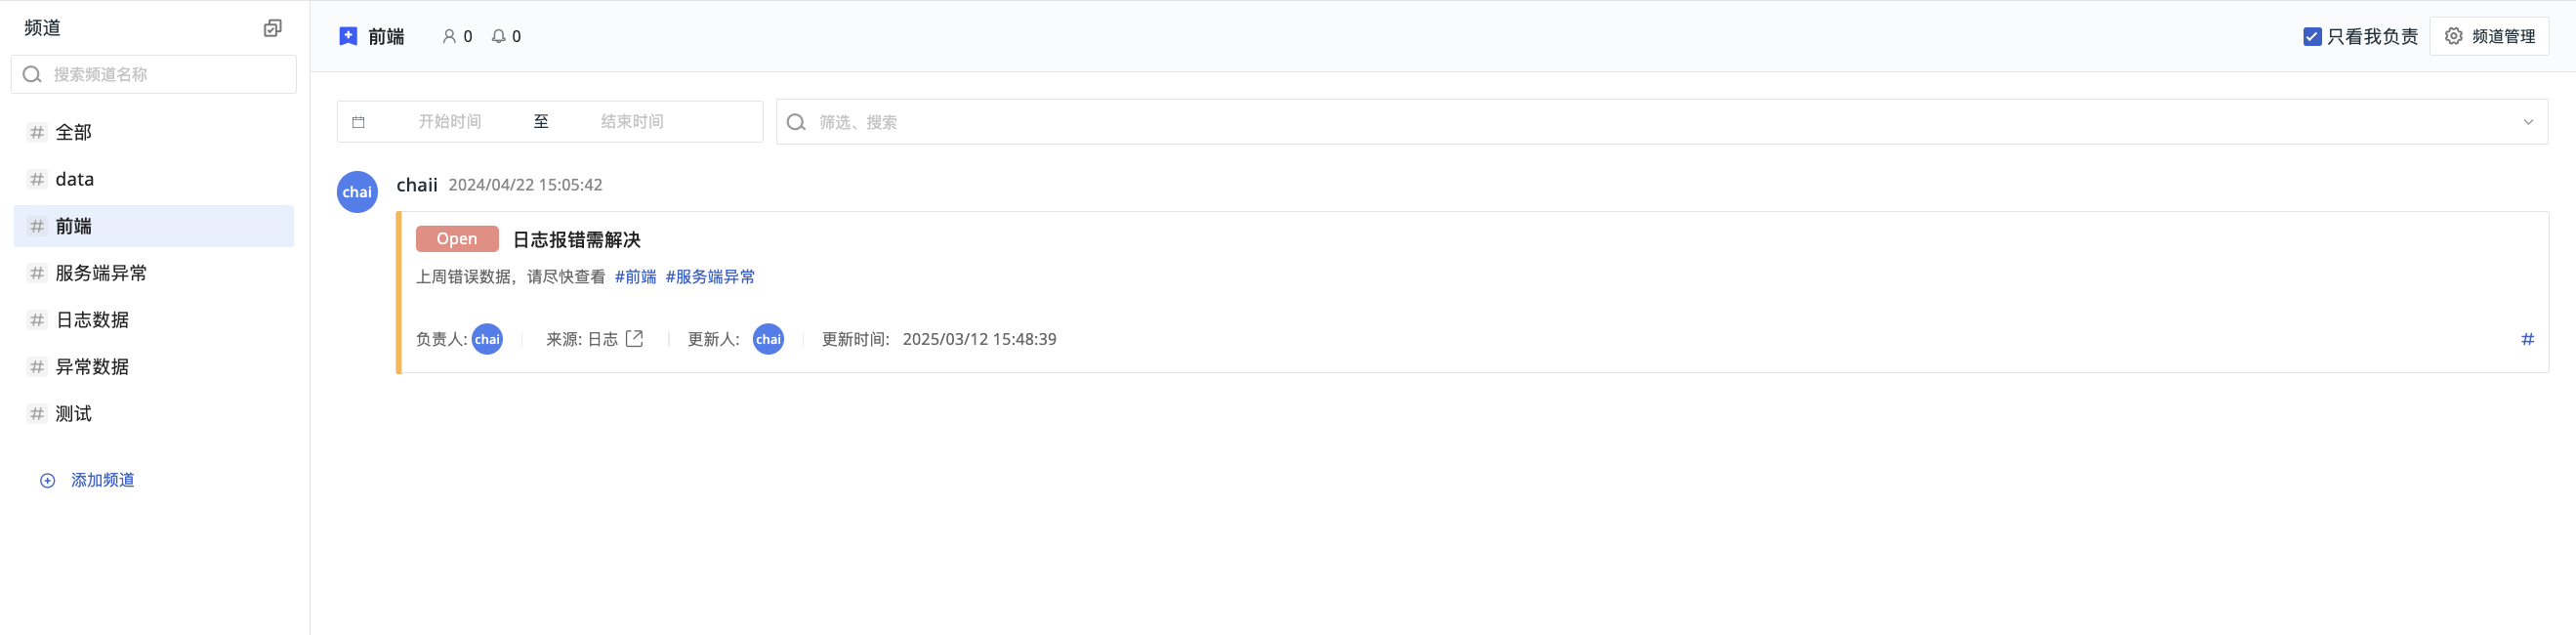 频道
搜索频道名称
# 全部
# data
# 前端
# 服务端异常
# 日志数据
# 异常数据
# 测试
添加频道
前端 0 0
只看我负责 频道管理
开始时间 至 结束时间
筛选、搜索
chai chaii 2024/04/22 15:05:42
Open 日志报错需解决
上周错误数据，请尽快查看 #前端 #服务端异常
负责人: chai 来源: 日志 更新人: chai 更新时间: 2025/03/12 15:48:39 #